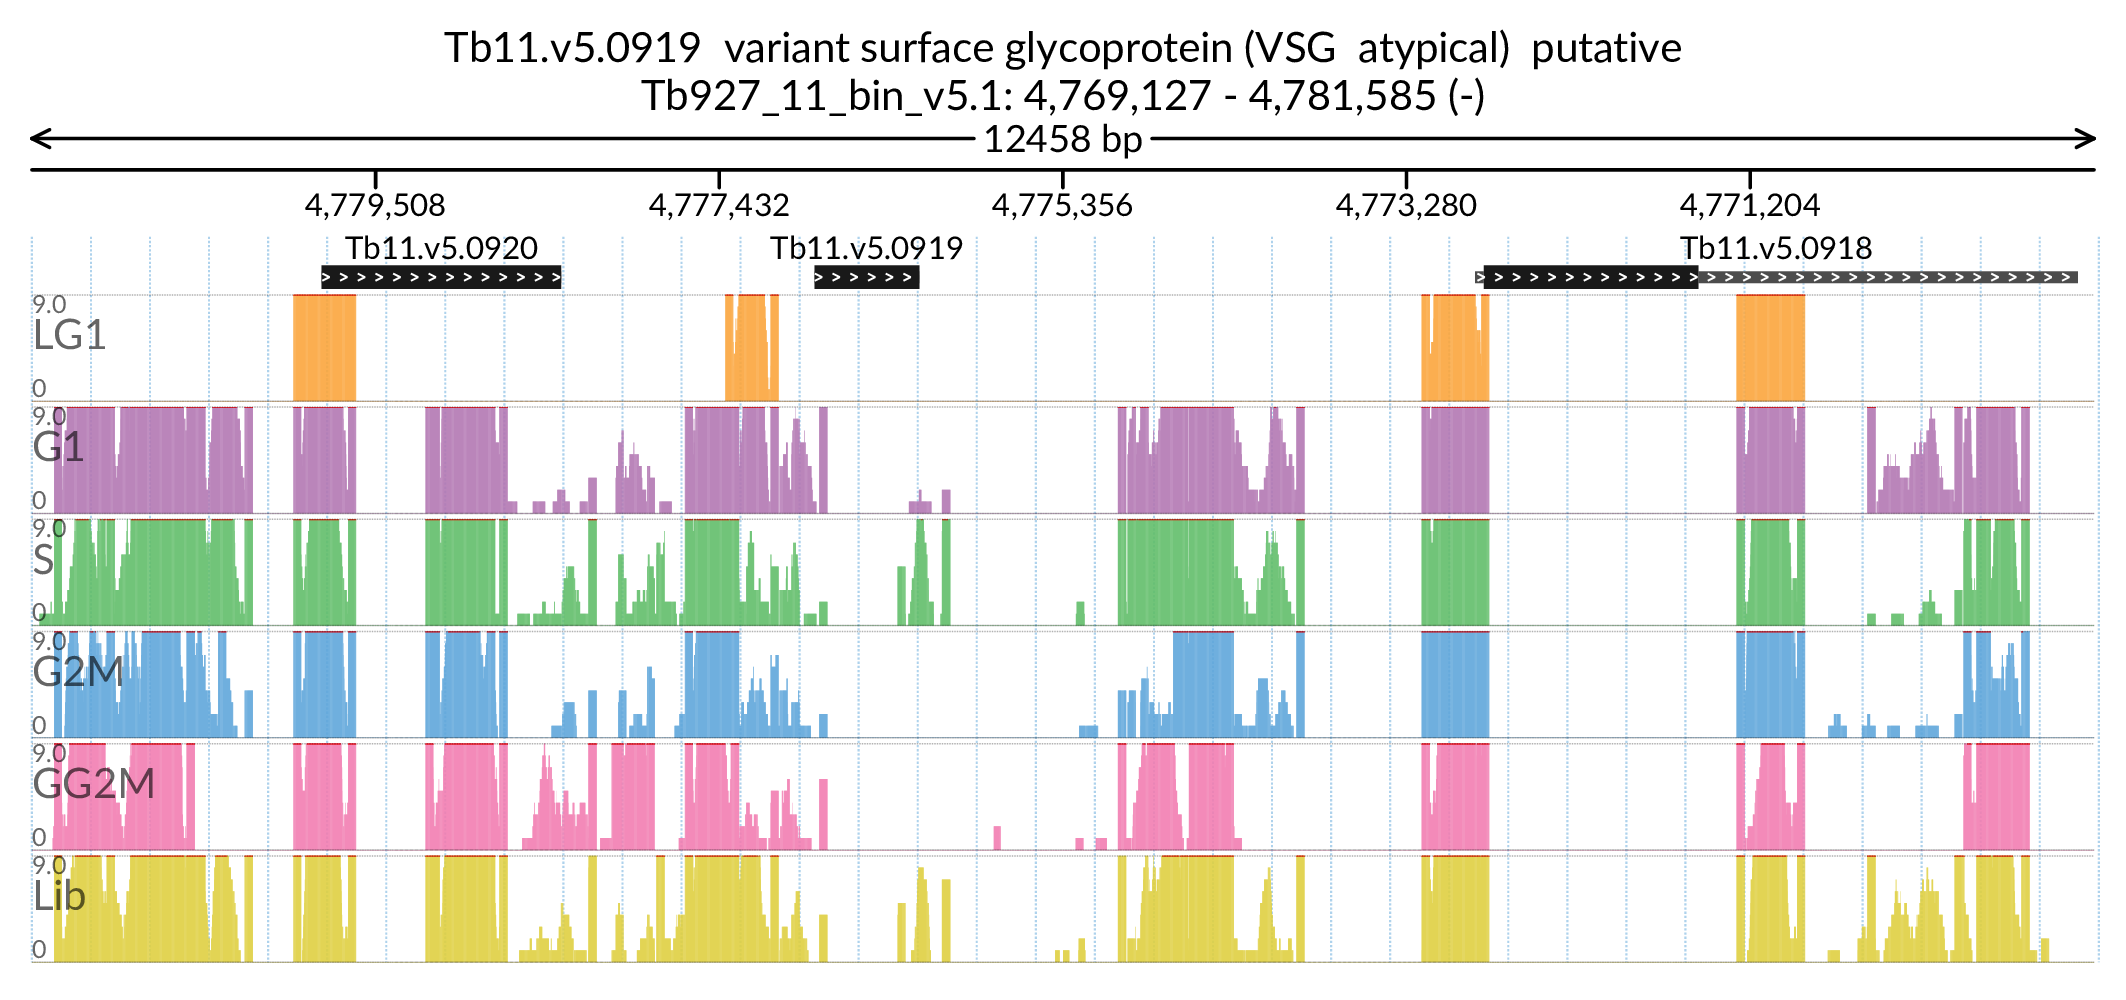 Tb11.v5.0919 variant surface glycoprotein (VSG atypical) putative
Tb927_11_bin_v5.1: 4,769,127 - 4,781,585 (-)
12458 bp
4,779,508 4,777,432 4,775,356 4,773,280 4,771,204
Tb11.v5.0920 Tb11.v5.0919 Tb11.v5.0918
9.0
LG1
0
9.0
G1
0
9.0
S
0
9.0
G2M
0
9.0
GG2M
0
9.0
Lib
0